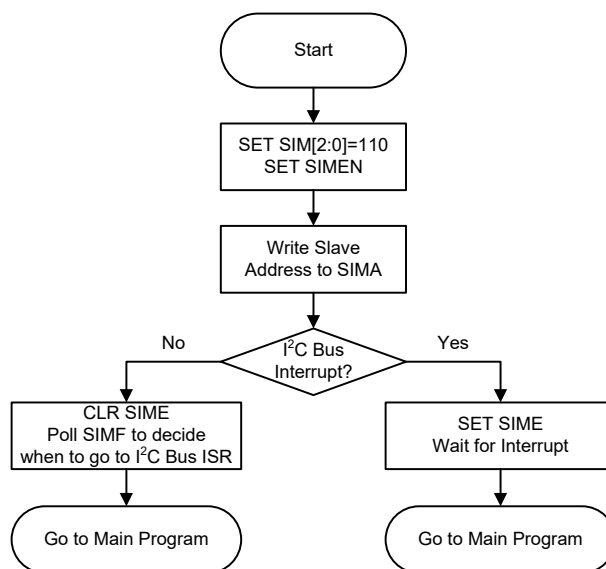 Start
SET SIM[2:0]=110
SET SIMEN
Write Slave
Address to SIMA
No
I²C Bus
Interrupt?
Yes
CLR SIME
Poll SIMF to decide
when to go to I²C Bus ISR
SET SIME
Wait for Interrupt
Go to Main Program
Go to Main Program